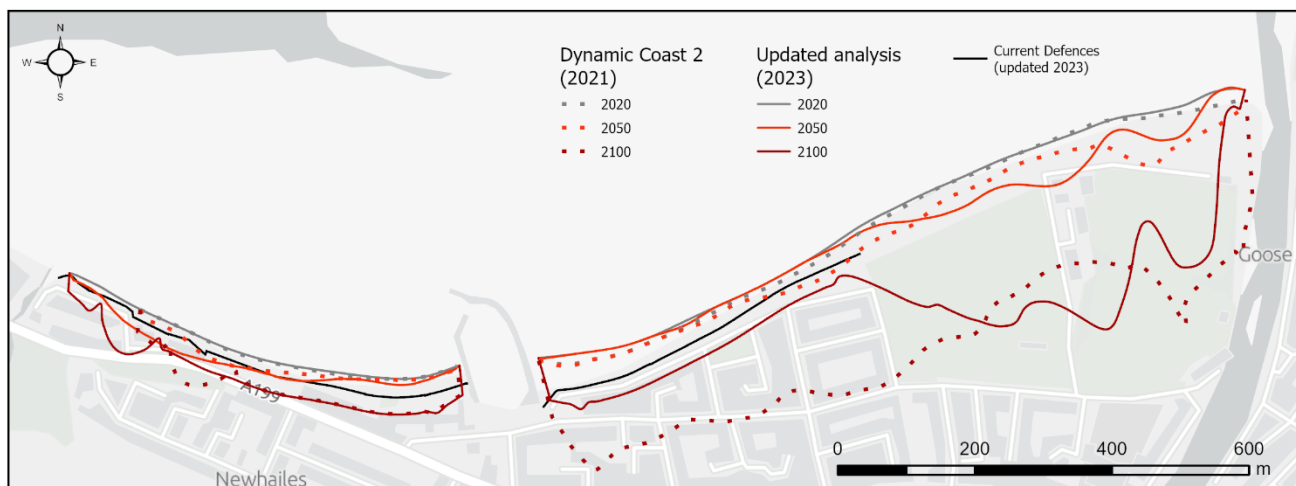 N
W E
S
Dynamic Coast 2
(2021)
2020
2050
2100
Updated analysis
(2023)
2020
2050
2100
Current Defences
(updated 2023)
Goose
A199
Newhailes
0 200 400 600
m